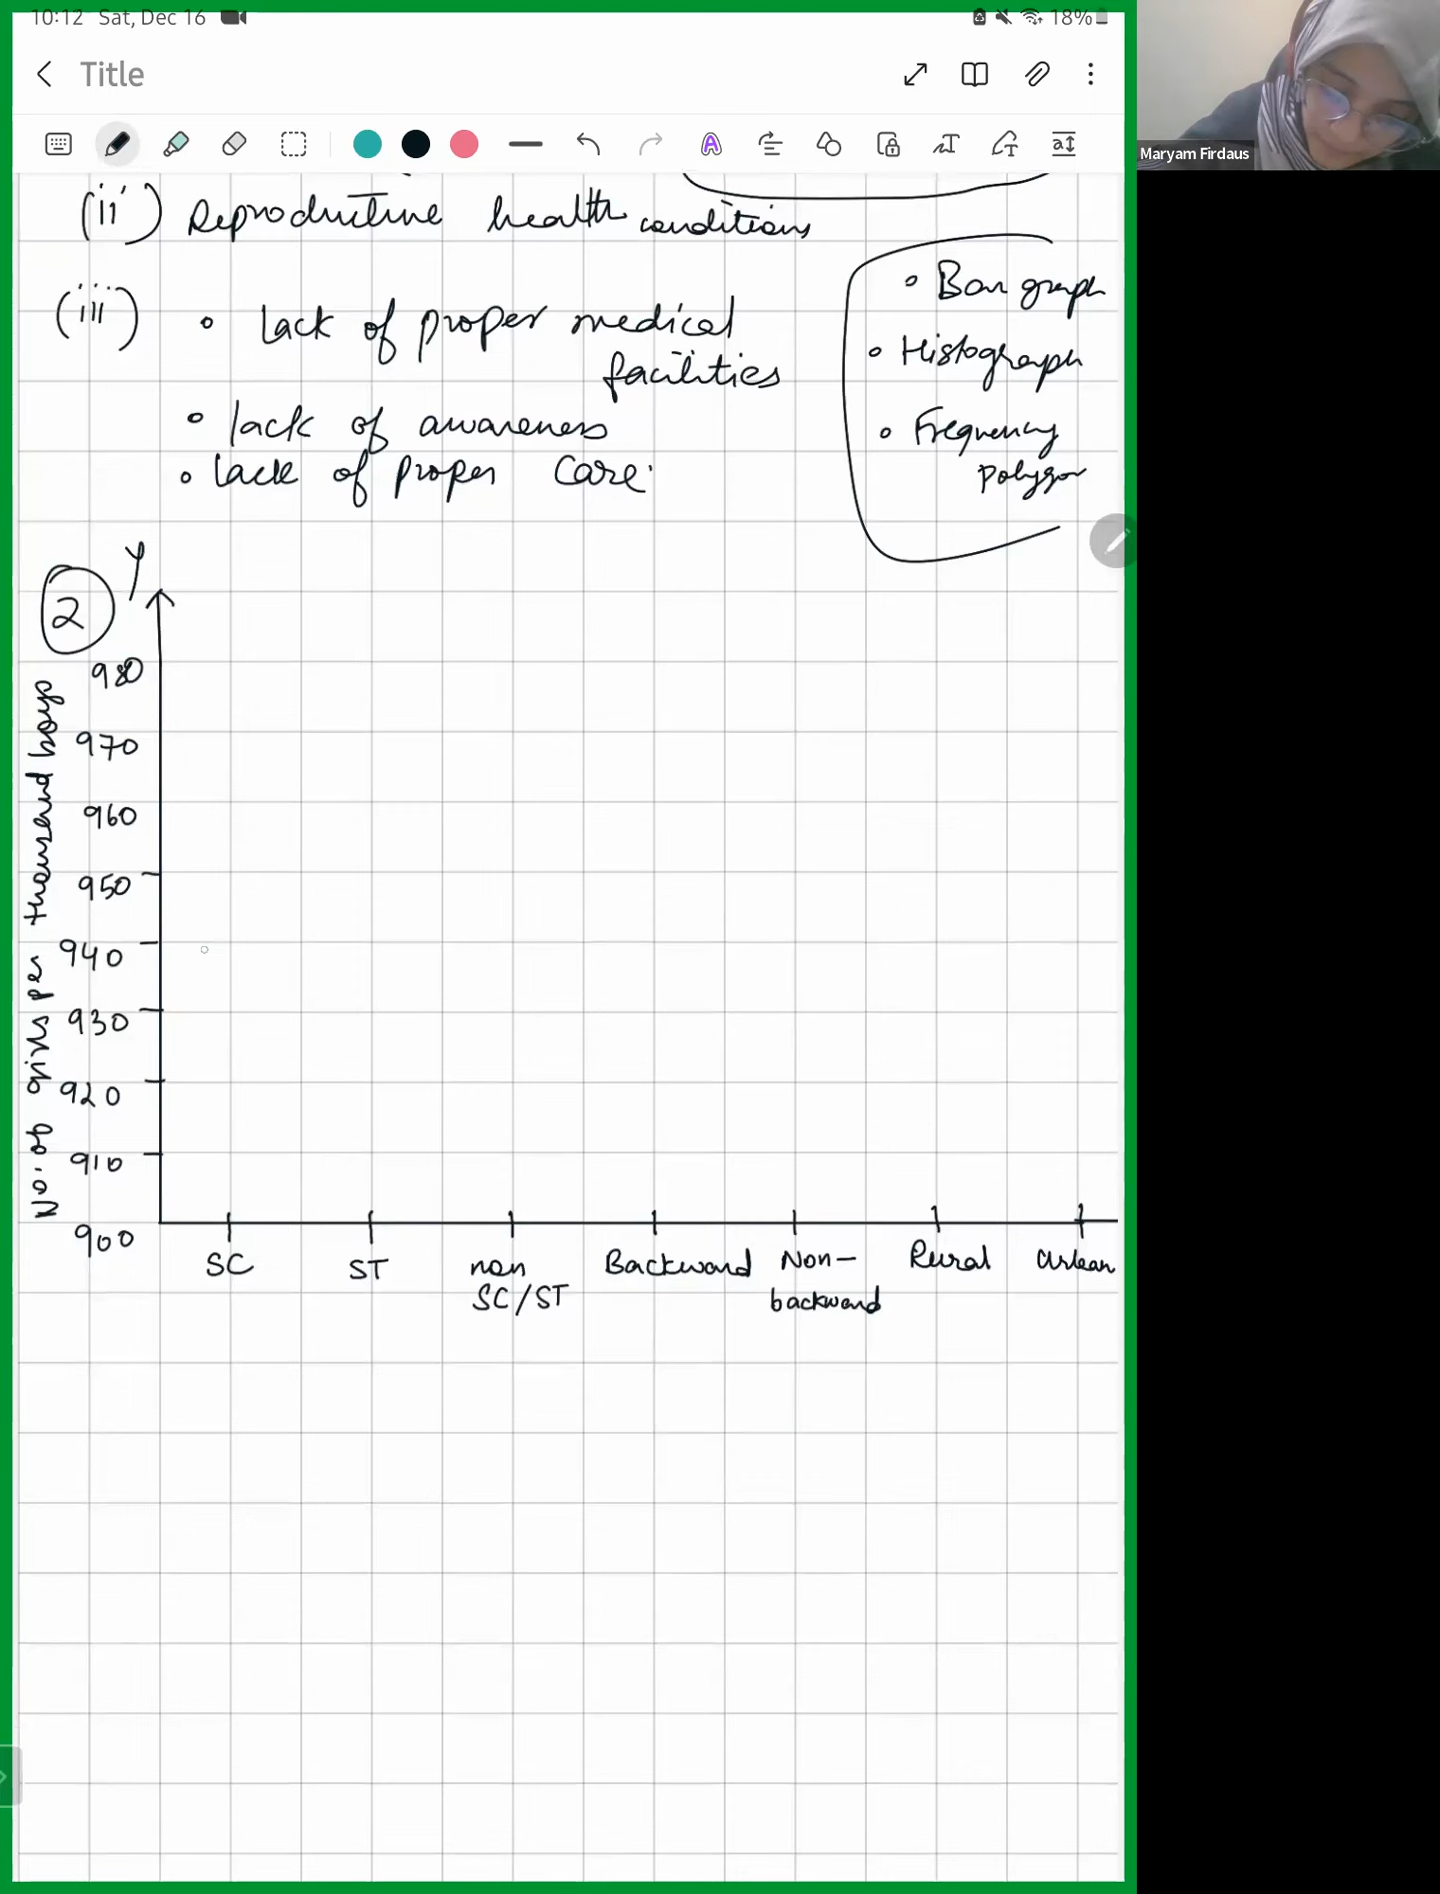 10:12 Sat, Dec 16
18%
Title
Maryam Firdaus
(ii) Reproductive health conditions
(iii) • lack of proper medical
facilities
• lack of awareness
• lack of proper care.
• Bar graph
• Histograph
• Frequency
polygon
2
Y
No. of girls per thousand boys
980
970
960
950
940
930
920
910
900
SC
ST
non
SC/ST
Backward
Non-
backward
Rural
Urban